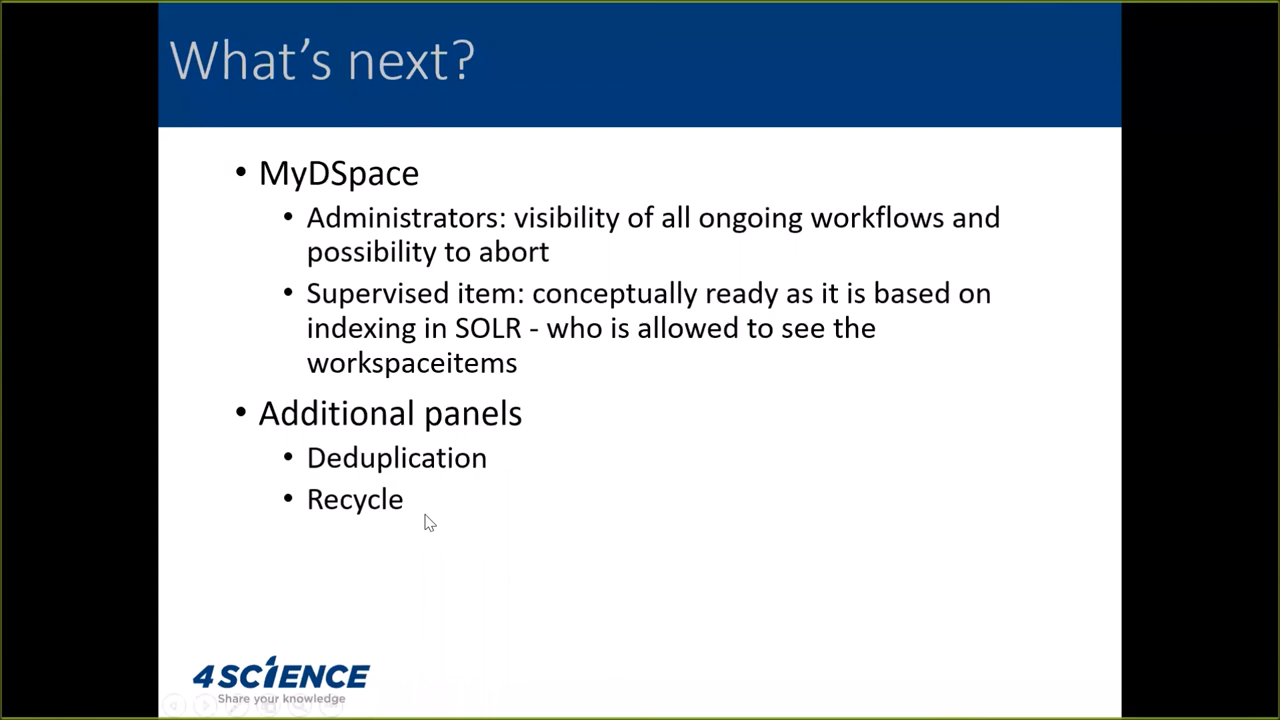 What’s next?
• MyDSpace
• Administrators: visibility of all ongoing workflows and
possibility to abort
• Supervised item: conceptually ready as it is based on
indexing in SOLR - who is allowed to see the
workspaceitems
• Additional panels
• Deduplication
• Recycle
4SCIENCE
Share your knowledge